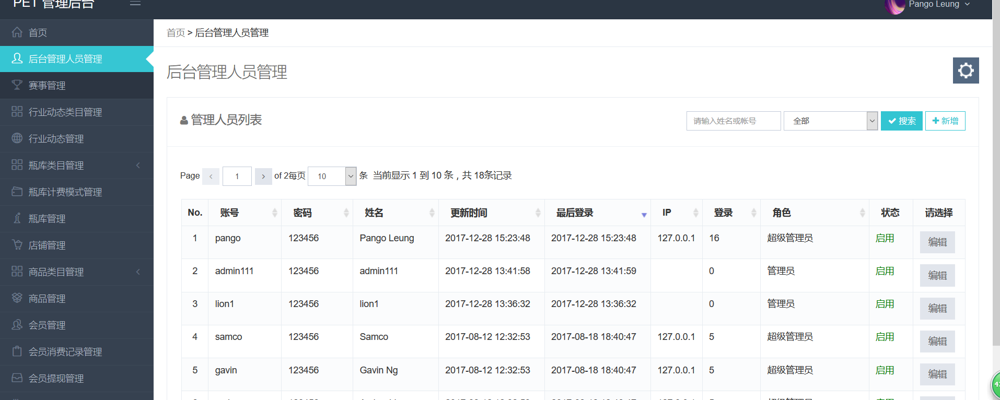 PET 管理后台
Pango Leung
首页
后台管理人员管理
赛事管理
行业动态类目管理
行业动态管理
瓶库类目管理
瓶库计费模式管理
瓶库管理
店铺管理
商品类目管理
商品管理
会员管理
会员消费记录管理
会员提现管理
首页 > 后台管理人员管理
后台管理人员管理
管理人员列表
请输入姓名或帐号 全部 搜索 新增
Page 1 of 2每页 10 条 当前显示 1 到 10 条，共 18条记录
No. 账号 密码 姓名 更新时间 最后登录 IP 登录 角色 状态 请选择
1 pango 123456 Pango Leung 2017-12-28 15:23:48 2017-12-28 15:23:48 127.0.0.1 16 超级管理员 启用 编辑
2 admin111 123456 admin111 2017-12-28 13:41:58 2017-12-28 13:41:59 0 管理员 启用 编辑
3 lion1 123456 lion1 2017-12-28 13:36:32 2017-12-28 13:36:32 0 管理员 启用 编辑
4 samco 123456 Samco 2017-08-12 12:32:53 2017-08-18 18:40:47 127.0.0.1 5 超级管理员 启用 编辑
5 gavin 123456 Gavin Ng 2017-08-12 12:32:53 2017-08-18 18:40:47 127.0.0.1 5 超级管理员 启用 编辑